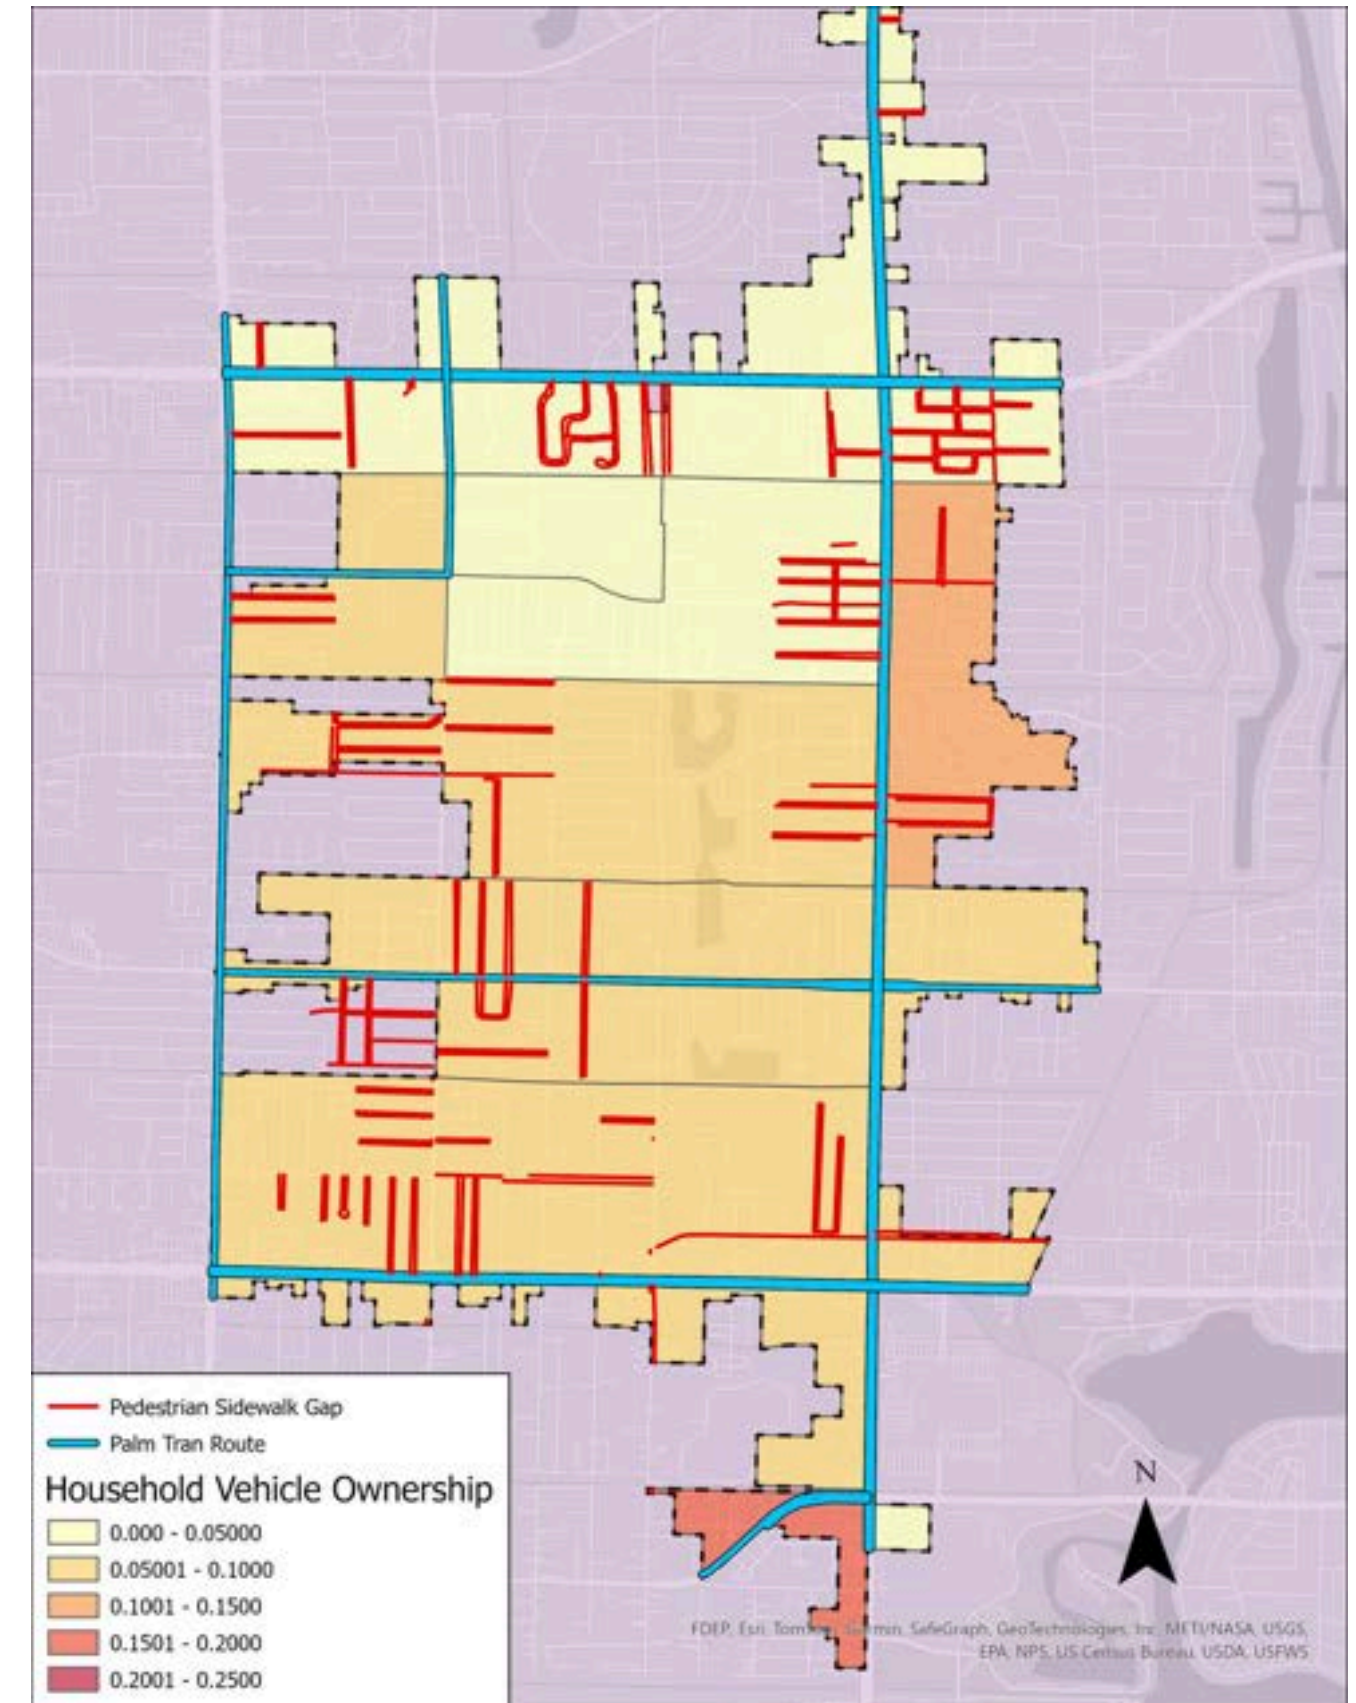 N
Pedestrian Sidewalk Gap
Palm Tran Route
Household Vehicle Ownership
0.000 - 0.05000
0.05001 - 0.1000
0.1001 - 0.1500
0.1501 - 0.2000
0.2001 - 0.2500
FDEP, Esri, SafeGraph, GeoTechnologies, Inc, METI/NASA, USGS,
EPA, NPS, US Census Bureau, USDA, USFWS